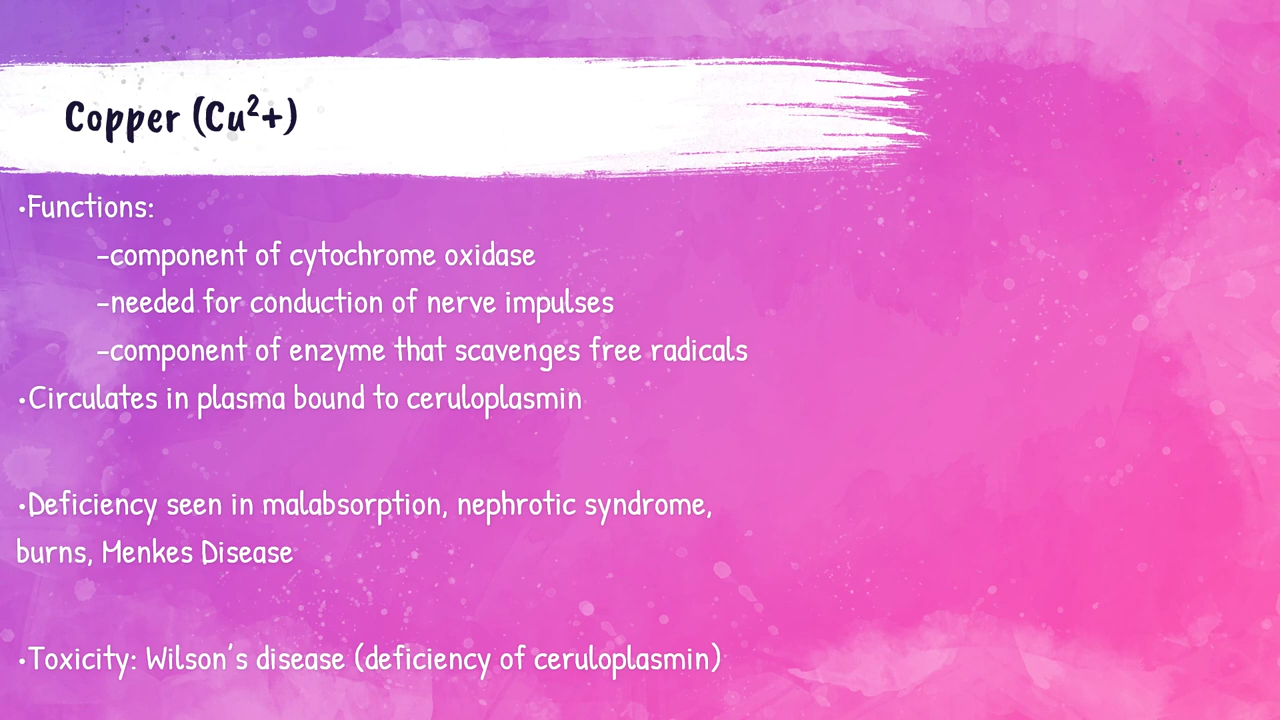 Copper (Cu²+)
•Functions:
-component of cytochrome oxidase
-needed for conduction of nerve impulses
-component of enzyme that scavenges free radicals
•Circulates in plasma bound to ceruloplasmin
•Deficiency seen in malabsorption, nephrotic syndrome,
burns, Menkes Disease
•Toxicity: Wilson's disease (deficiency of ceruloplasmin)